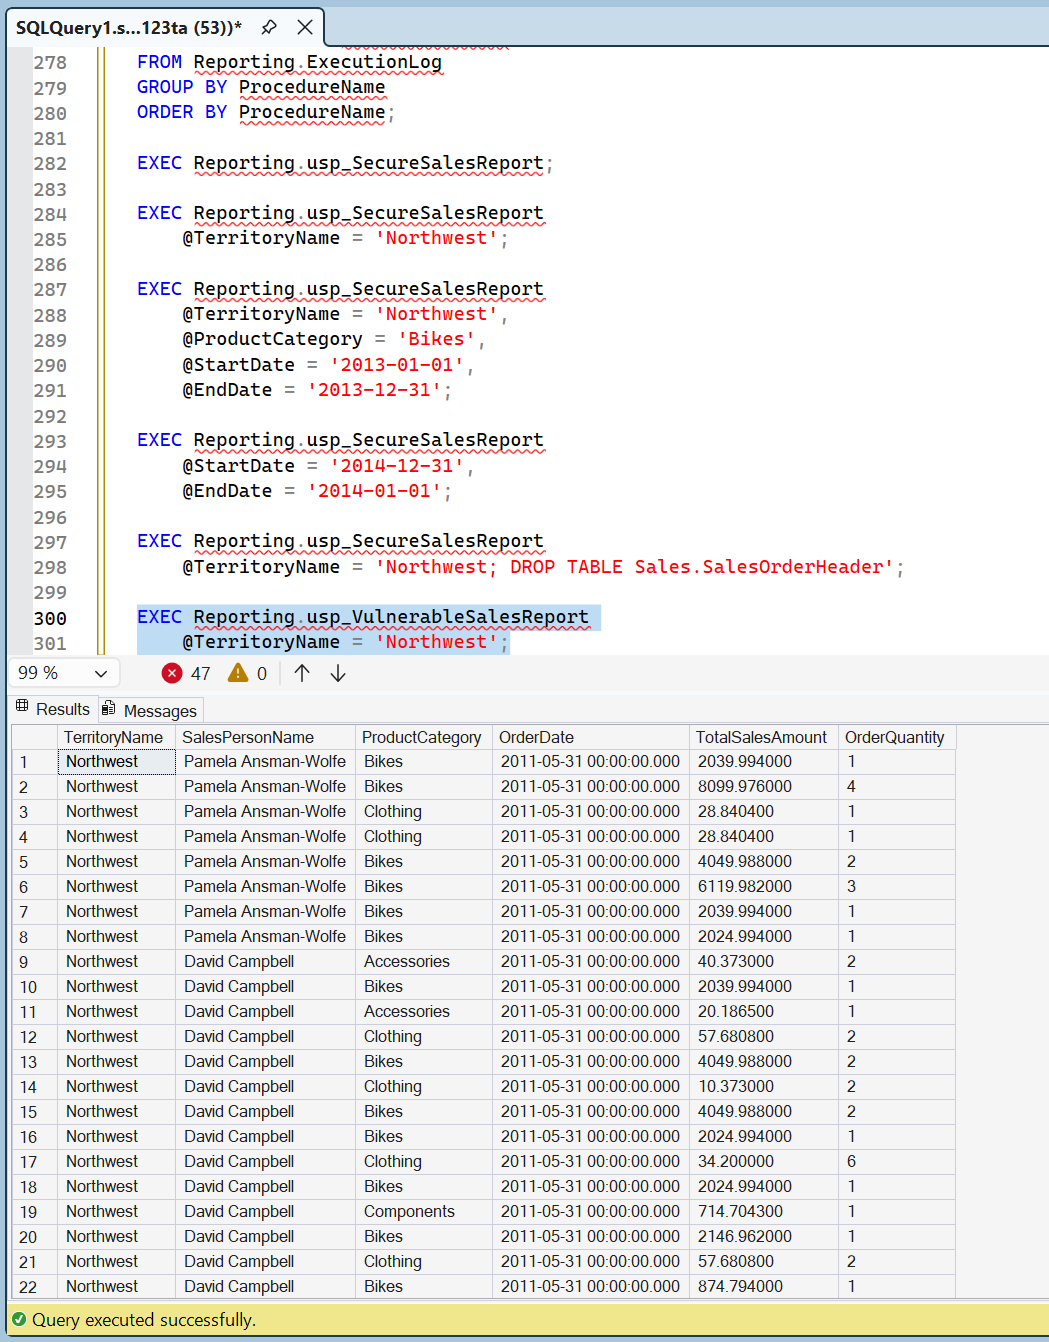 SQLQuery1.s...123ta (53))*
278 FROM Reporting.ExecutionLog
279 GROUP BY ProcedureName
280 ORDER BY ProcedureName;
281
282 EXEC Reporting.usp_SecureSalesReport;
283
284 EXEC Reporting.usp_SecureSalesReport
285 @TerritoryName = 'Northwest';
286
287 EXEC Reporting.usp_SecureSalesReport
288 @TerritoryName = 'Northwest',
289 @ProductCategory = 'Bikes',
290 @StartDate = '2013-01-01',
291 @EndDate = '2013-12-31';
292
293 EXEC Reporting.usp_SecureSalesReport
294 @StartDate = '2014-12-31',
295 @EndDate = '2014-01-01';
296
297 EXEC Reporting.usp_SecureSalesReport
298 @TerritoryName = 'Northwest; DROP TABLE Sales.SalesOrderHeader';
299
300 EXEC Reporting.usp_VulnerableSalesReport
301 @TerritoryName = 'Northwest';
99 % 47 0
Results Messages
TerritoryName SalesPersonName ProductCategory OrderDate TotalSalesAmount OrderQuantity
1 Northwest Pamela Ansman-Wolfe Bikes 2011-05-31 00:00:00.000 2039.994000 1
2 Northwest Pamela Ansman-Wolfe Bikes 2011-05-31 00:00:00.000 8099.976000 4
3 Northwest Pamela Ansman-Wolfe Clothing 2011-05-31 00:00:00.000 28.840400 1
4 Northwest Pamela Ansman-Wolfe Clothing 2011-05-31 00:00:00.000 28.840400 1
5 Northwest Pamela Ansman-Wolfe Bikes 2011-05-31 00:00:00.000 4049.988000 2
6 Northwest Pamela Ansman-Wolfe Bikes 2011-05-31 00:00:00.000 6119.982000 3
7 Northwest Pamela Ansman-Wolfe Bikes 2011-05-31 00:00:00.000 2039.994000 1
8 Northwest Pamela Ansman-Wolfe Bikes 2011-05-31 00:00:00.000 2024.994000 1
9 Northwest David Campbell Accessories 2011-05-31 00:00:00.000 40.373000 2
10 Northwest David Campbell Bikes 2011-05-31 00:00:00.000 2039.994000 1
11 Northwest David Campbell Accessories 2011-05-31 00:00:00.000 20.186500 1
12 Northwest David Campbell Clothing 2011-05-31 00:00:00.000 57.680800 2
13 Northwest David Campbell Bikes 2011-05-31 00:00:00.000 4049.988000 2
14 Northwest David Campbell Clothing 2011-05-31 00:00:00.000 10.373000 2
15 Northwest David Campbell Bikes 2011-05-31 00:00:00.000 4049.988000 2
16 Northwest David Campbell Bikes 2011-05-31 00:00:00.000 2024.994000 1
17 Northwest David Campbell Clothing 2011-05-31 00:00:00.000 34.200000 6
18 Northwest David Campbell Bikes 2011-05-31 00:00:00.000 2024.994000 1
19 Northwest David Campbell Components 2011-05-31 00:00:00.000 714.704300 1
20 Northwest David Campbell Bikes 2011-05-31 00:00:00.000 2146.962000 1
21 Northwest David Campbell Clothing 2011-05-31 00:00:00.000 57.680800 2
22 Northwest David Campbell Bikes 2011-05-31 00:00:00.000 874.794000 1
Query executed successfully.